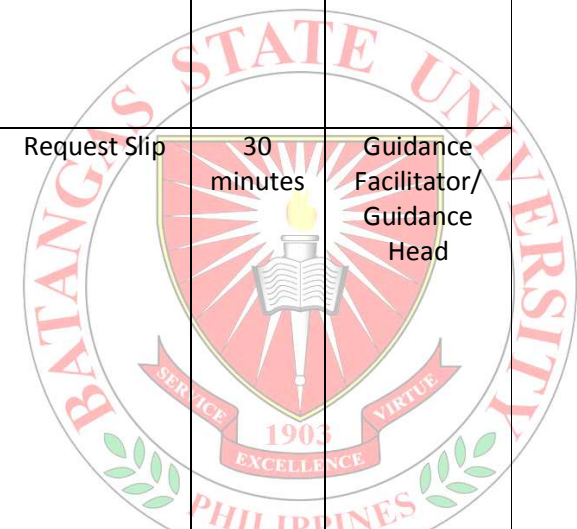 BATANGAS STATE UNIVERSITY
Request Slip
30
minutes
Guidance
Facilitator/
Guidance
Head
SERVICE
EXCELLENCE
VIRTUE
1903
PHILIPPINES